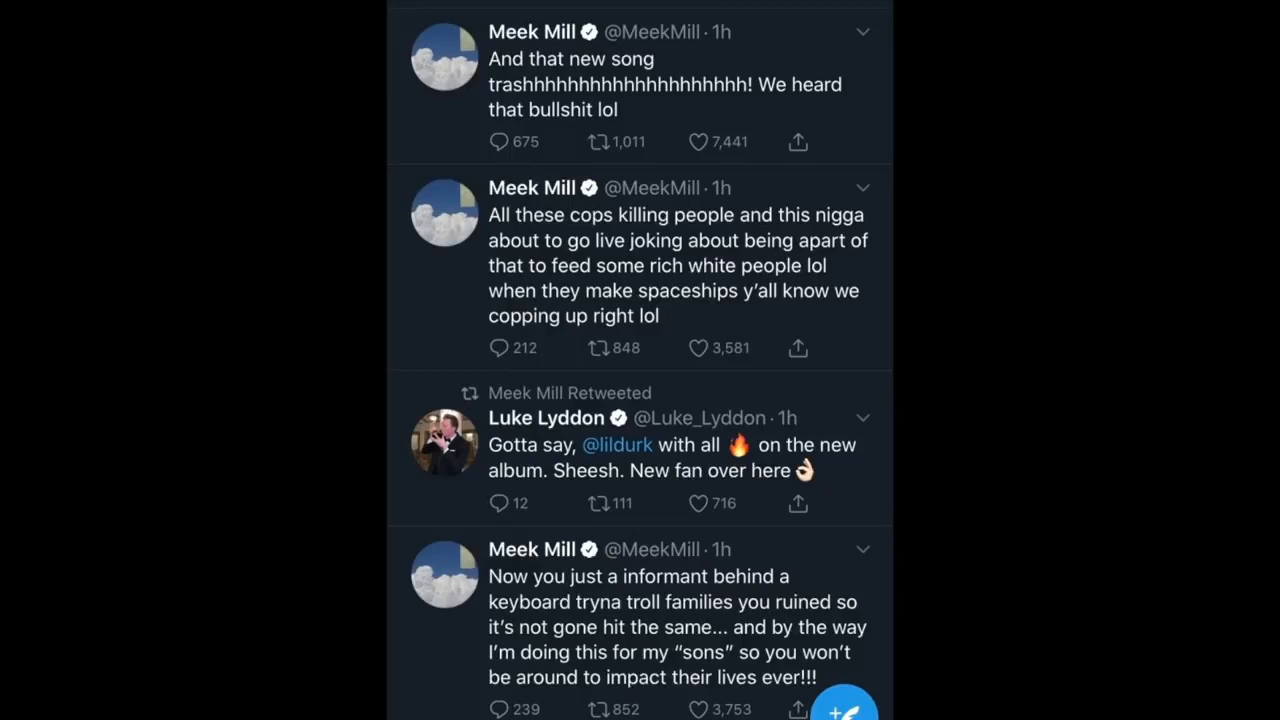 Meek Mill @MeekMill · 1h
And that new song
trashhhhhhhhhhhhhhhhhhhhh! We heard
that bullshit lol
675 1,011 7,441
Meek Mill @MeekMill · 1h
All these cops killing people and this nigga
about to go live joking about being apart of
that to feed some rich white people lol
when they make spaceships y’all know we
copping up right lol
212 848 3,581
Meek Mill Retweeted
Luke Lyddon @Luke_Lyddon · 1h
Gotta say, @lildurk with all 🔥 on the new
album. Sheesh. New fan over here👌🏻
12 111 716
Meek Mill @MeekMill · 1h
Now you just a informant behind a
keyboard tryna troll families you ruined so
it’s not gone hit the same... and by the way
I’m doing this for my “sons” so you won’t
be around to impact their lives ever!!!
239 852 3,753